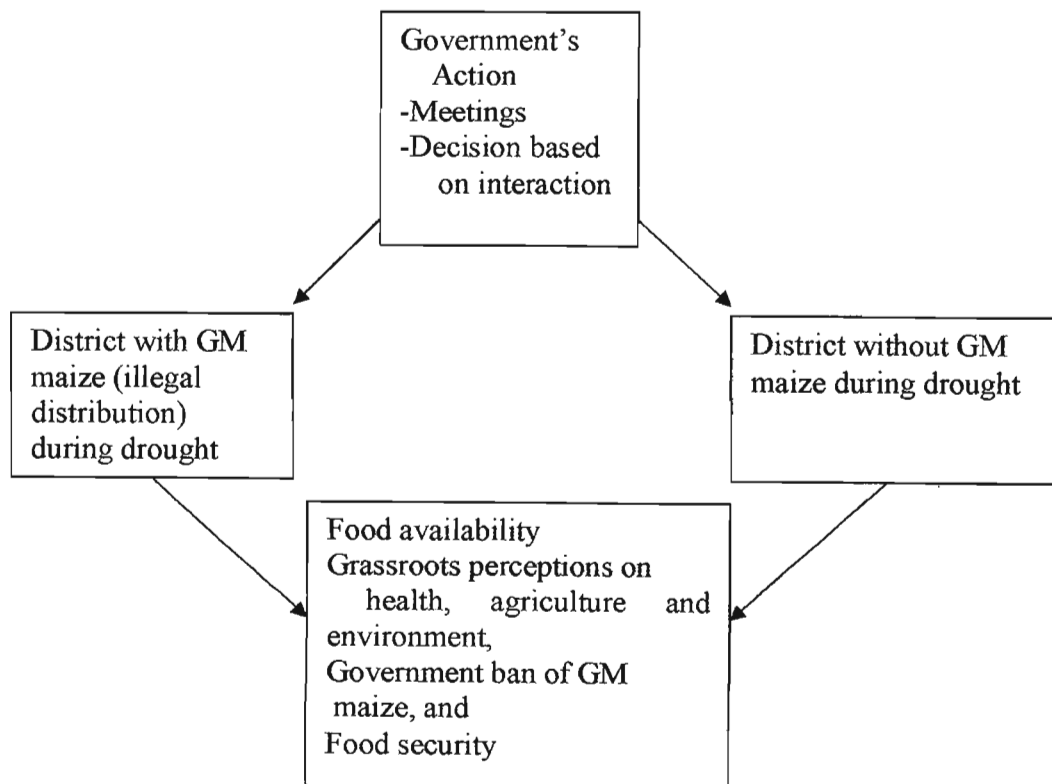 Government’s
Action
-Meetings
-Decision based
on interaction
District with GM
maize (illegal
distribution)
during drought
District without GM
maize during drought
Food availability
Grassroots perceptions on
health, agriculture and
environment,
Government ban of GM
maize, and
Food security